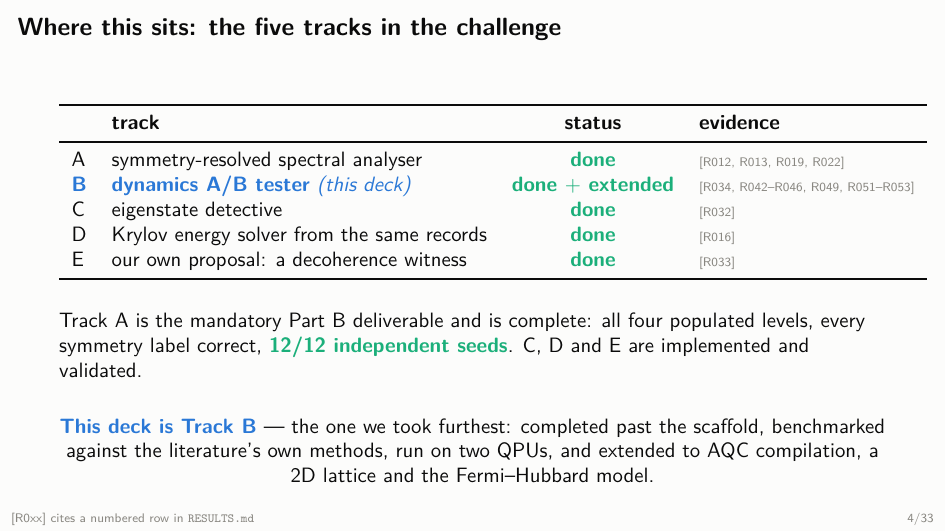 Where this sits: the five tracks in the challenge
track status evidence
A symmetry-resolved spectral analyser done [R012, R013, R019, R022]
B dynamics A/B tester (this deck) done + extended [R034, R042–R046, R049, R051–R053]
C eigenstate detective done [R032]
D Krylov energy solver from the same records done [R016]
E our own proposal: a decoherence witness done [R033]
Track A is the mandatory Part B deliverable and is complete: all four populated levels, every
symmetry label correct, 12/12 independent seeds. C, D and E are implemented and
validated.
This deck is Track B — the one we took furthest: completed past the scaffold, benchmarked
against the literature's own methods, run on two QPUs, and extended to AQC compilation, a
2D lattice and the Fermi–Hubbard model.
[R0xx] cites a numbered row in RESULTS.md
4/33